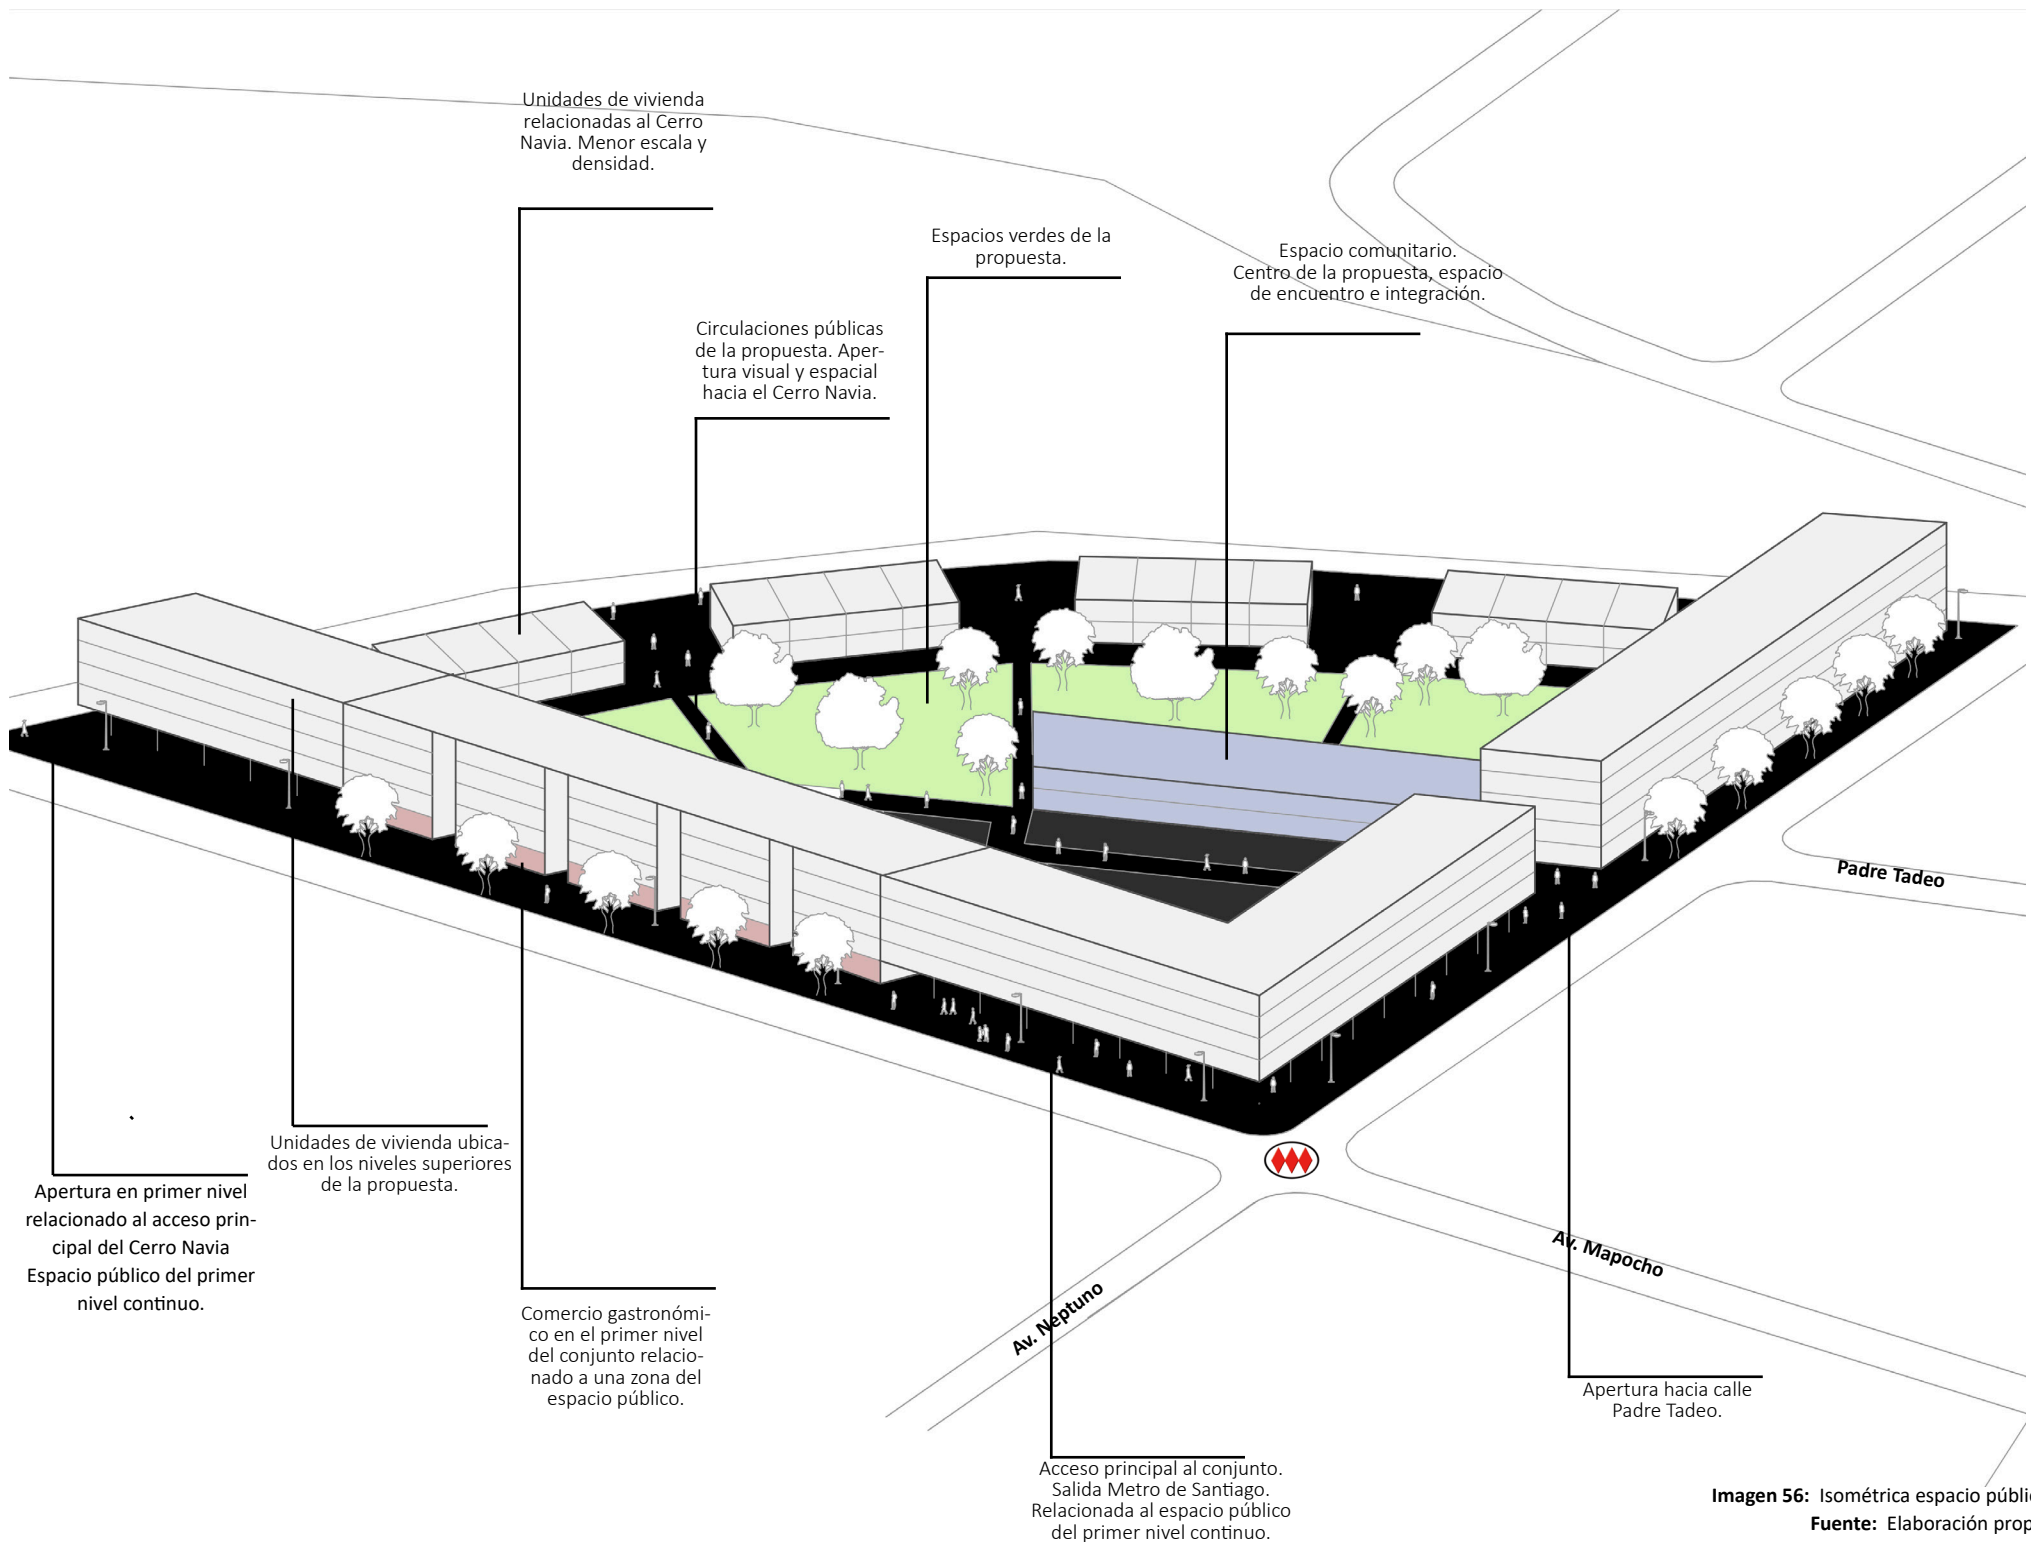 Unidades de vivienda
relacionadas al Cerro
Navia. Menor escala y
densidad.
Espacios verdes de la
propuesta.
Espacio comunitario.
Centro de la propuesta, espacio
de encuentro e integración.
Circulaciones públicas
de la propuesta. Aper-
tura visual y espacial
hacia el Cerro Navia.
Padre Tadeo
Unidades de vivienda ubica-
dos en los niveles superiores
de la propuesta.
Apertura en primer nivel
relacionado al acceso prin-
cipal del Cerro Navia
Espacio público del primer
nivel continuo.
Av. Mapocho
Av. Neptuno
Comercio gastronómi-
co en el primer nivel
del conjunto relacio-
nado a una zona del
espacio público.
Apertura hacia calle
Padre Tadeo.
Acceso principal al conjunto.
Salida Metro de Santiago.
Relacionada al espacio público
del primer nivel continuo.
Imagen 56: Isométrica espacio públi
Fuente: Elaboración prop